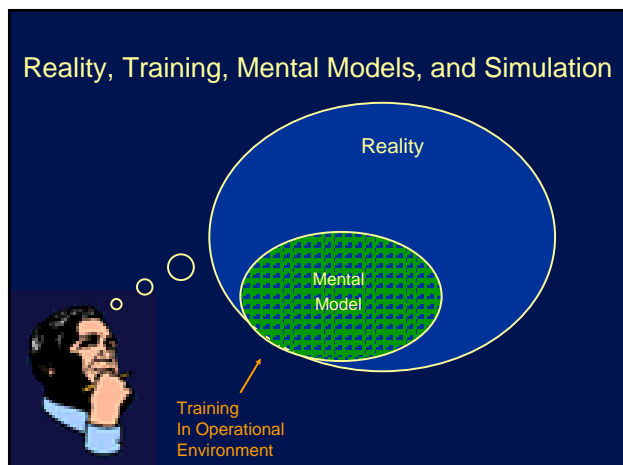 Reality, Training, Mental Models, and Simulation
Reality
Mental
Model
Training
In Operational
Environment